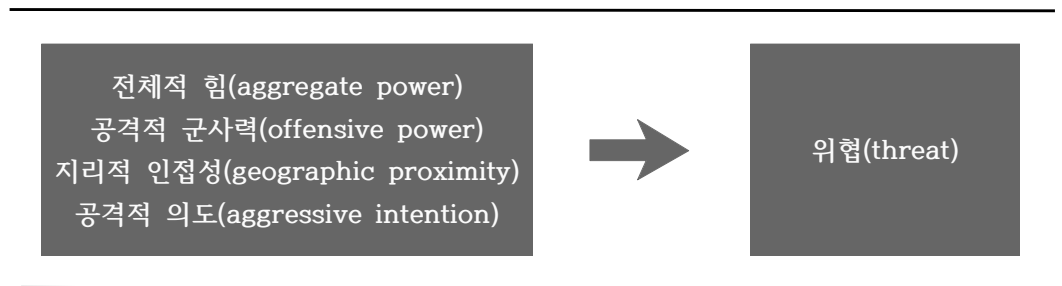 전체적 힘(aggregate power)
공격적 군사력(offensive power)
지리적 인접성(geographic proximity)
공격적 의도(aggressive intention)
위협(threat)